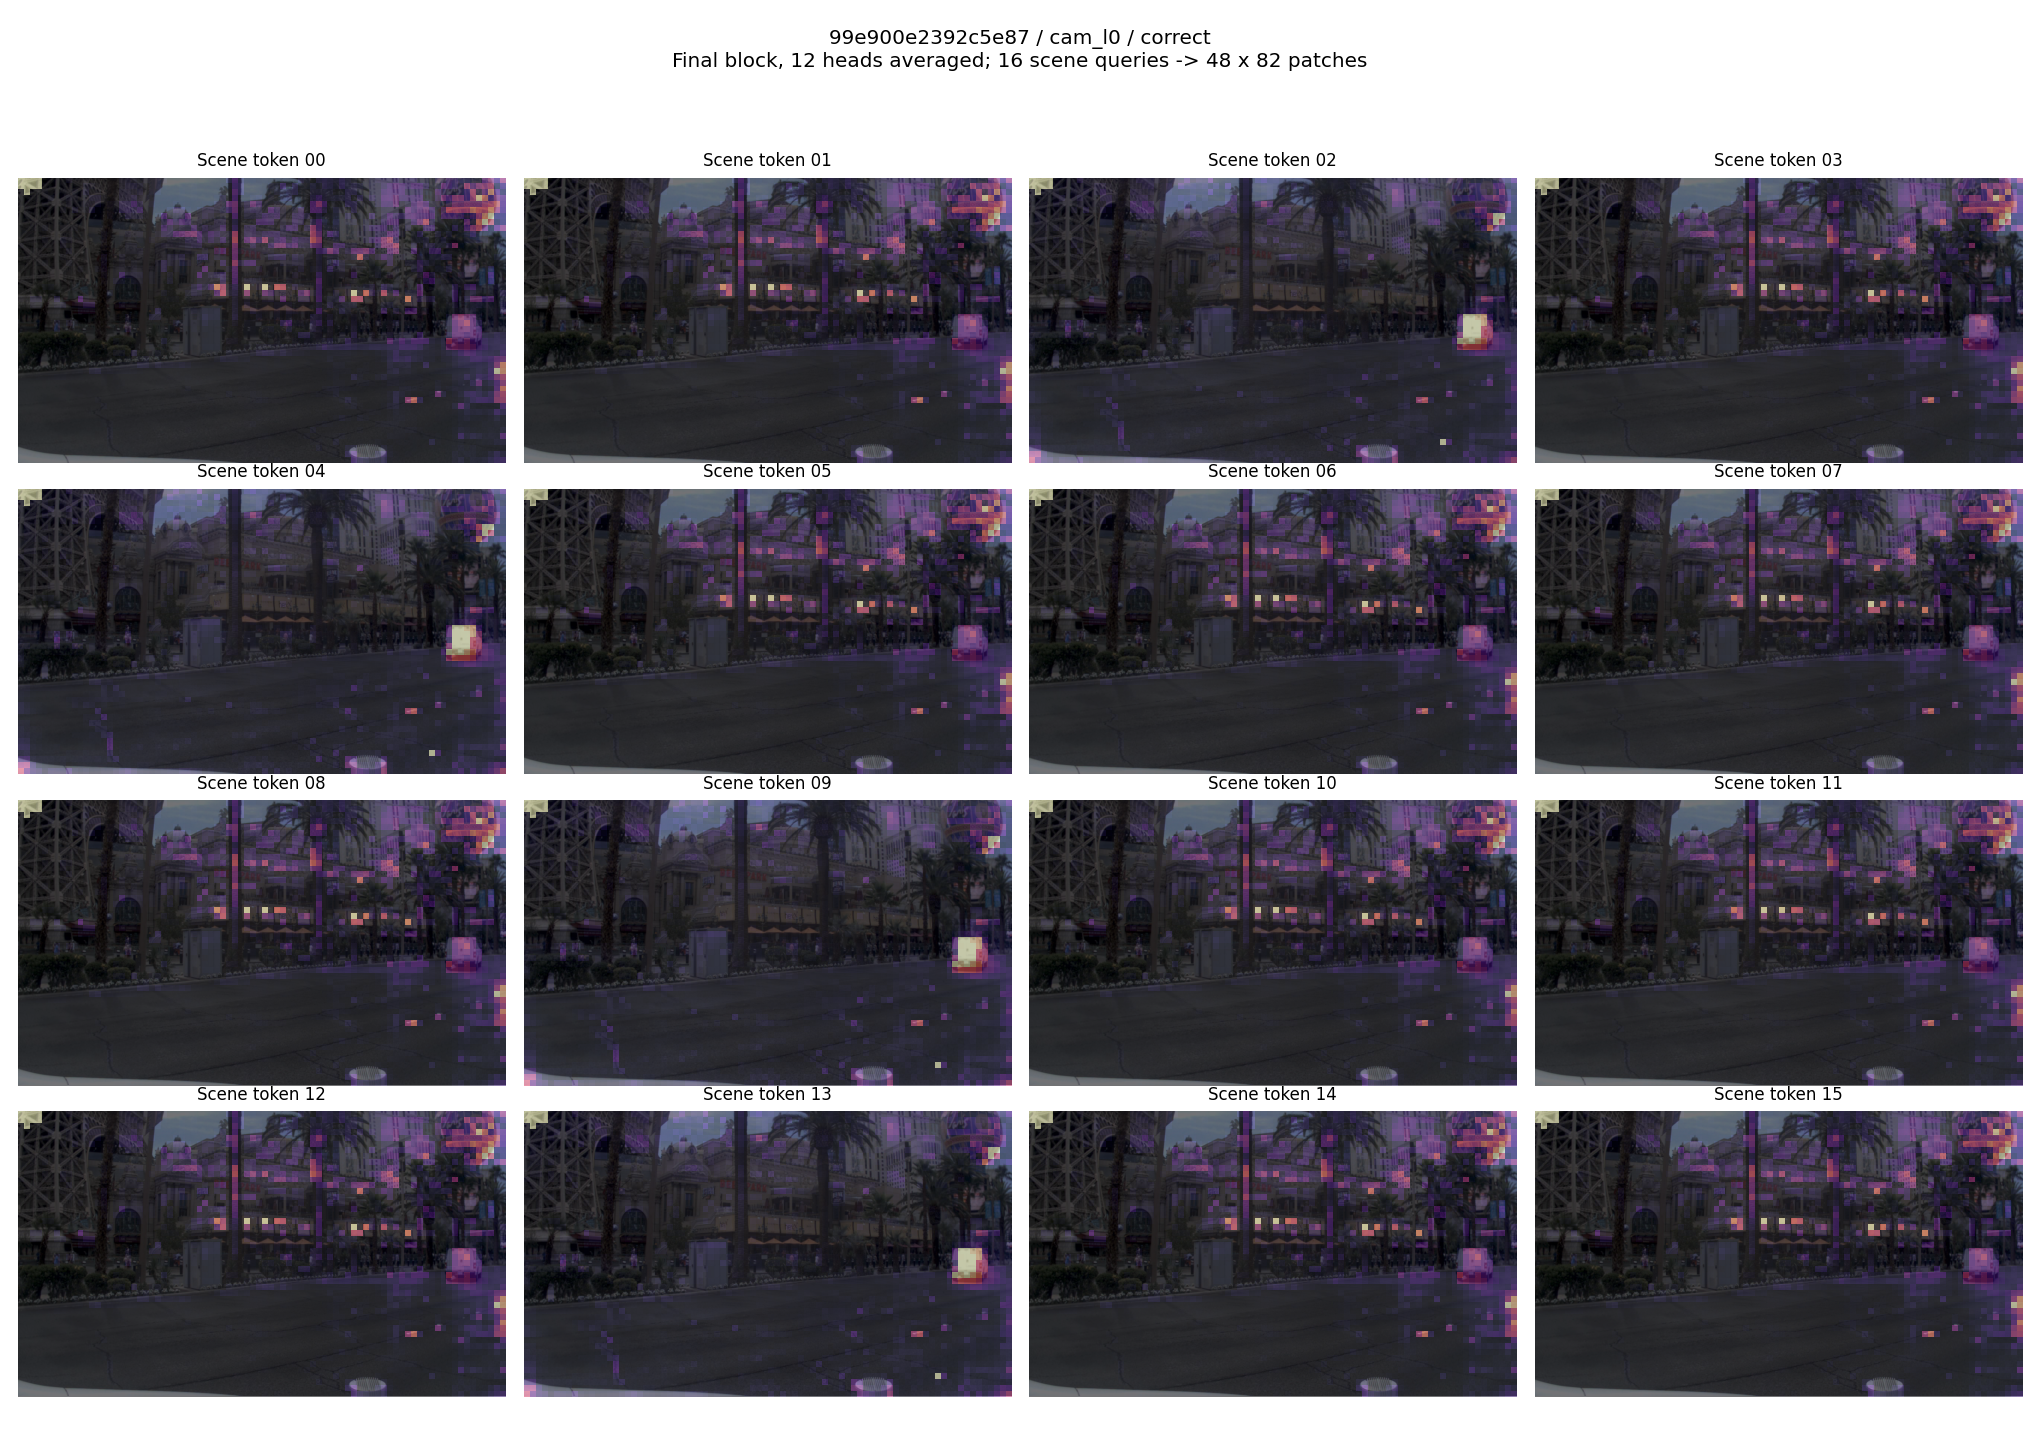 99e900e2392c5e87 / cam_l0 / correct
Final block, 12 heads averaged; 16 scene queries -> 48 x 82 patches
Scene token 00
Scene token 01
Scene token 02
Scene token 03
Scene token 04
Scene token 05
Scene token 06
Scene token 07
Scene token 08
Scene token 09
Scene token 10
Scene token 11
Scene token 12
Scene token 13
Scene token 14
Scene token 15